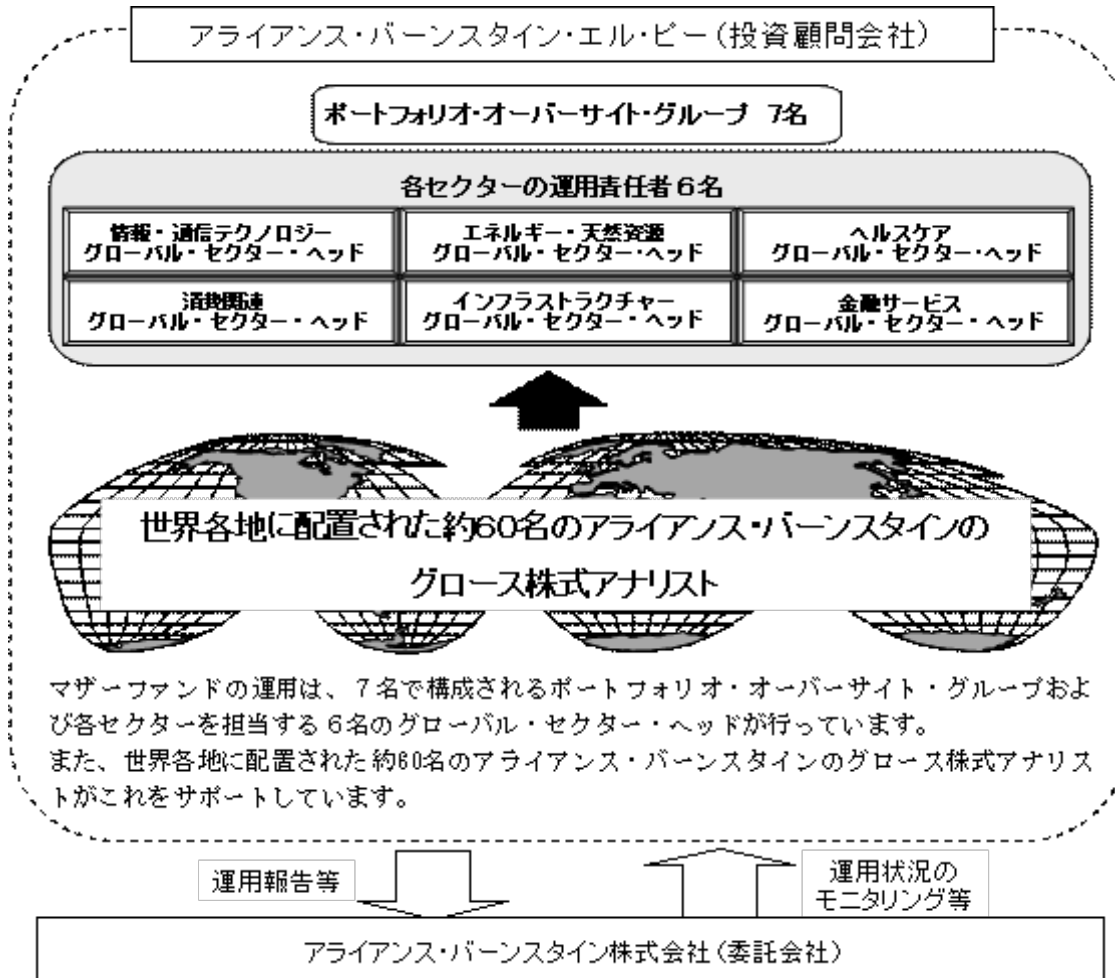 アライアンス・バーンスタイン・エル・ピー（投資顧問会社）
ポートフォリオ・オーバーサイト・グループ 7名
各セクターの運用責任者６名
情報・通信テクノロジー
グローバル・セクター・ヘッド
エネルギー・天然資源
グローバル・セクター・ヘッド
ヘルスケア
グローバル・セクター・ヘッド
消費関連
グローバル・セクター・ヘッド
インフラストラクチャー
グローバル・セクター・ヘッド
金融サービス
グローバル・セクター・ヘッド
世界各地に配置された約60名のアライアンス・バーンスタインの
グロース株式アナリスト
マザーファンドの運用は、７名で構成されるポートフォリオ・オーバーサイト・グループおよ
び各セクターを担当する６名のグローバル・セクター・ヘッドが行っています。
また、世界各地に配置された約60名のアライアンス・バーンスタインのグロース株式アナリス
トがこれをサポートしています。
運用報告等
運用状況の
モニタリング等
アライアンス・バーンスタイン株式会社（委託会社）